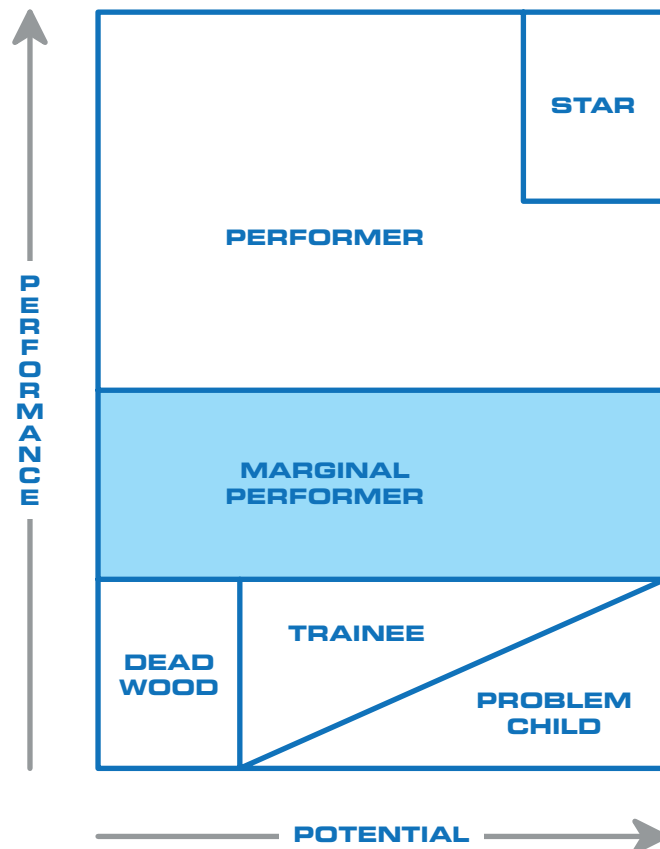 STAR
PERFORMER
PERFORMANCE
MARGINAL
PERFORMER
TRAINEE
DEAD
WOOD
PROBLEM
CHILD
POTENTIAL